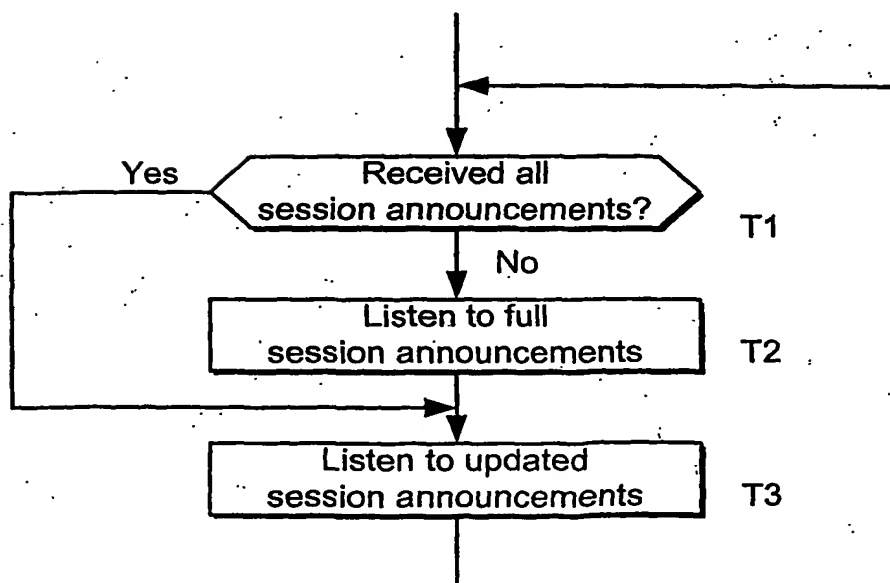 Yes
Received all
session announcements?
T1
No
Listen to full
session announcements
T2
Listen to updated
session announcements
T3